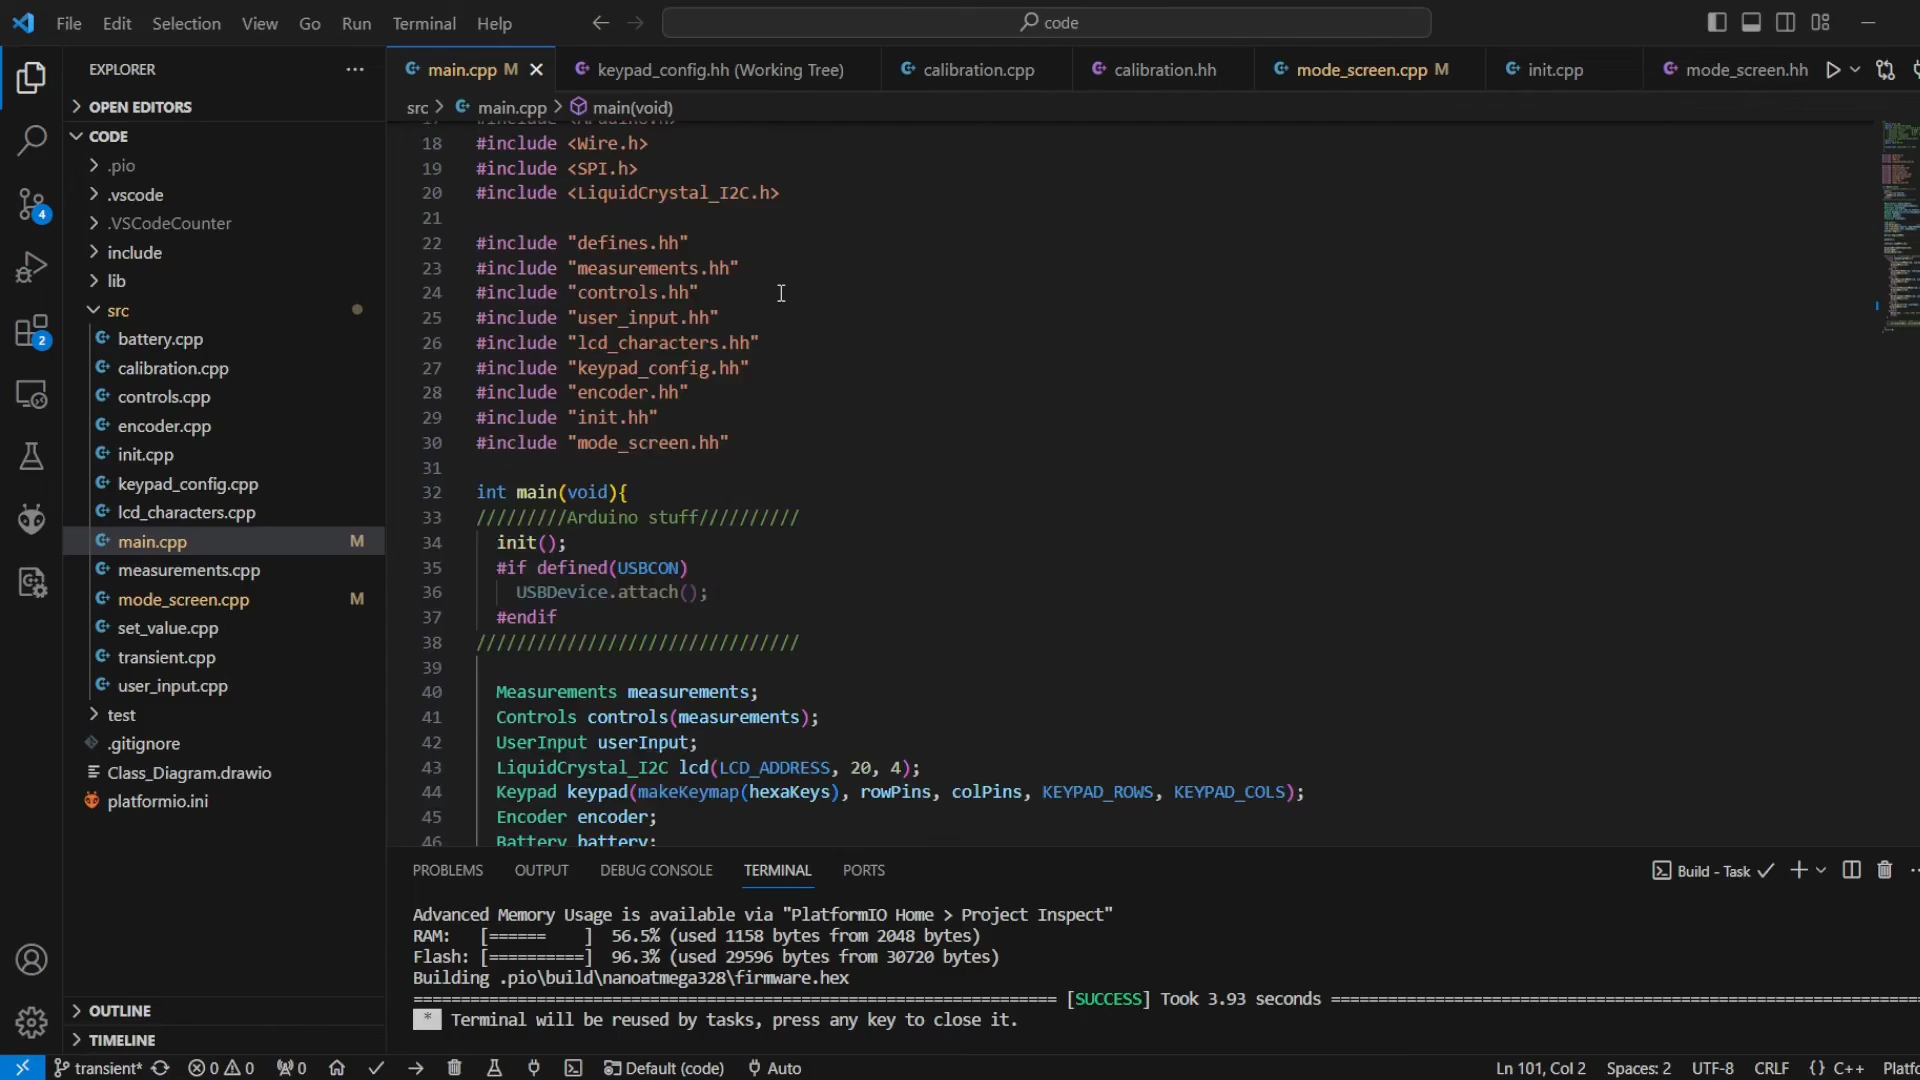 File Edit Selection View Go Run Terminal Help
code
EXPLORER
main.cpp M
keypad_config.hh (Working Tree)
calibration.cpp
calibration.hh
mode_screen.cpp M
init.cpp
mode_screen.hh
OPEN EDITORS
CODE
.pio
.vscode
.VSCodeCounter
include
lib
src
battery.cpp
calibration.cpp
controls.cpp
encoder.cpp
init.cpp
keypad_config.cpp
lcd_characters.cpp
main.cpp M
measurements.cpp
mode_screen.cpp M
set_value.cpp
transient.cpp
user_input.cpp
test
.gitignore
Class_Diagram.drawio
platformio.ini
OUTLINE
TIMELINE
4
2
src > main.cpp > main(void)
17 #include <Arduino.h>
18 #include <Wire.h>
19 #include <SPI.h>
20 #include <LiquidCrystal_I2C.h>
21
22 #include "defines.hh"
23 #include "measurements.hh"
24 #include "controls.hh"
25 #include "user_input.hh"
26 #include "lcd_characters.hh"
27 #include "keypad_config.hh"
28 #include "encoder.hh"
29 #include "init.hh"
30 #include "mode_screen.hh"
31
32 int main(void){
33 /////////Arduino stuff//////////
34 init();
35 #if defined(USBCON)
36 USBDevice.attach();
37 #endif
38 ////////////////////////////////
39
40 Measurements measurements;
41 Controls controls(measurements);
42 UserInput userInput;
43 LiquidCrystal_I2C lcd(LCD_ADDRESS, 20, 4);
44 Keypad keypad(makeKeymap(hexaKeys), rowPins, colPins, KEYPAD_ROWS, KEYPAD_COLS);
45 Encoder encoder;
46 Battery battery;
PROBLEMS OUTPUT DEBUG CONSOLE TERMINAL PORTS
Build - Task
Advanced Memory Usage is available via "PlatformIO Home > Project Inspect"
RAM: [====== ] 56.5% (used 1158 bytes from 2048 bytes)
Flash: [==========] 96.3% (used 29596 bytes from 30720 bytes)
Building .pio\build\nanoatmega328\firmware.hex
================================================================ [SUCCESS] Took 3.93 seconds ==========================================================
* Terminal will be reused by tasks, press any key to close it.
transient* 0 0 0 Default (code) Auto Ln 101, Col 2 Spaces: 2 UTF-8 CRLF {} C++